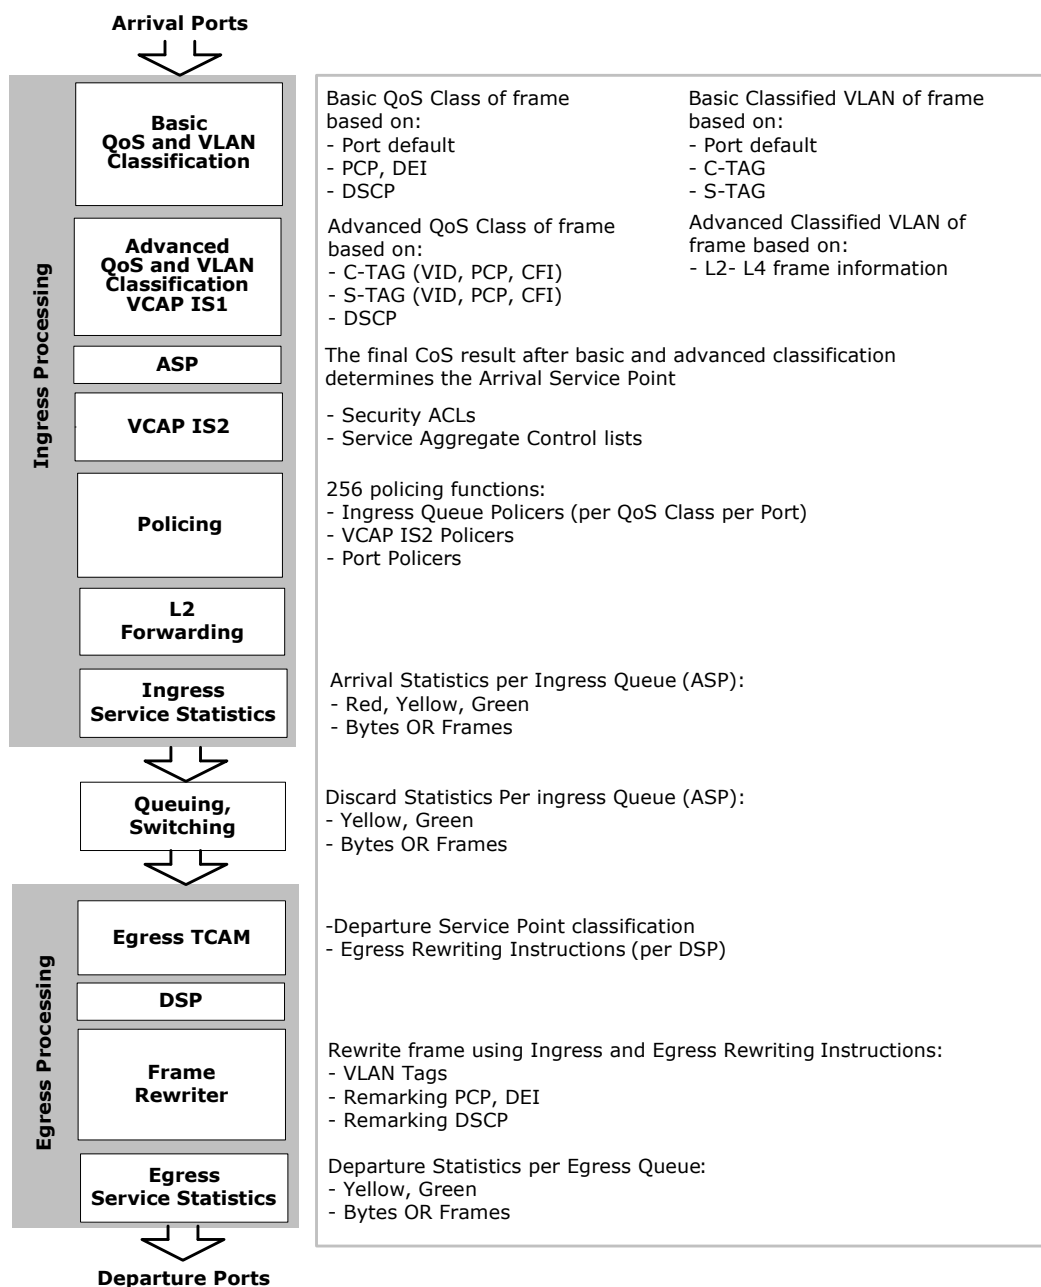 Arrival Ports
Ingress Processing
Basic
QoS and VLAN
Classification
Basic QoS Class of frame
based on:
- Port default
- PCP, DEI
- DSCP
Basic Classified VLAN of frame
based on:
- Port default
- C-TAG
- S-TAG
Advanced
QoS and VLAN
Classification
VCAP IS1
Advanced QoS Class of frame
based on:
- C-TAG (VID, PCP, CFI)
- S-TAG (VID, PCP, CFI)
- DSCP
Advanced Classified VLAN of
frame based on:
- L2- L4 frame information
ASP
The final CoS result after basic and advanced classification
determines the Arrival Service Point
VCAP IS2
- Security ACLs
- Service Aggregate Control lists
Policing
256 policing functions:
- Ingress Queue Policers (per QoS Class per Port)
- VCAP IS2 Policers
- Port Policers
L2
Forwarding
Ingress
Service Statistics
Arrival Statistics per Ingress Queue (ASP):
- Red, Yellow, Green
- Bytes OR Frames
Queuing,
Switching
Discard Statistics Per ingress Queue (ASP):
- Yellow, Green
- Bytes OR Frames
Egress Processing
Egress TCAM
-Departure Service Point classification
- Egress Rewriting Instructions (per DSP)
DSP
Frame
Rewriter
Rewrite frame using Ingress and Egress Rewriting Instructions:
- VLAN Tags
- Remarking PCP, DEI
- Remarking DSCP
Egress
Service Statistics
Departure Statistics per Egress Queue:
- Yellow, Green
- Bytes OR Frames
Departure Ports